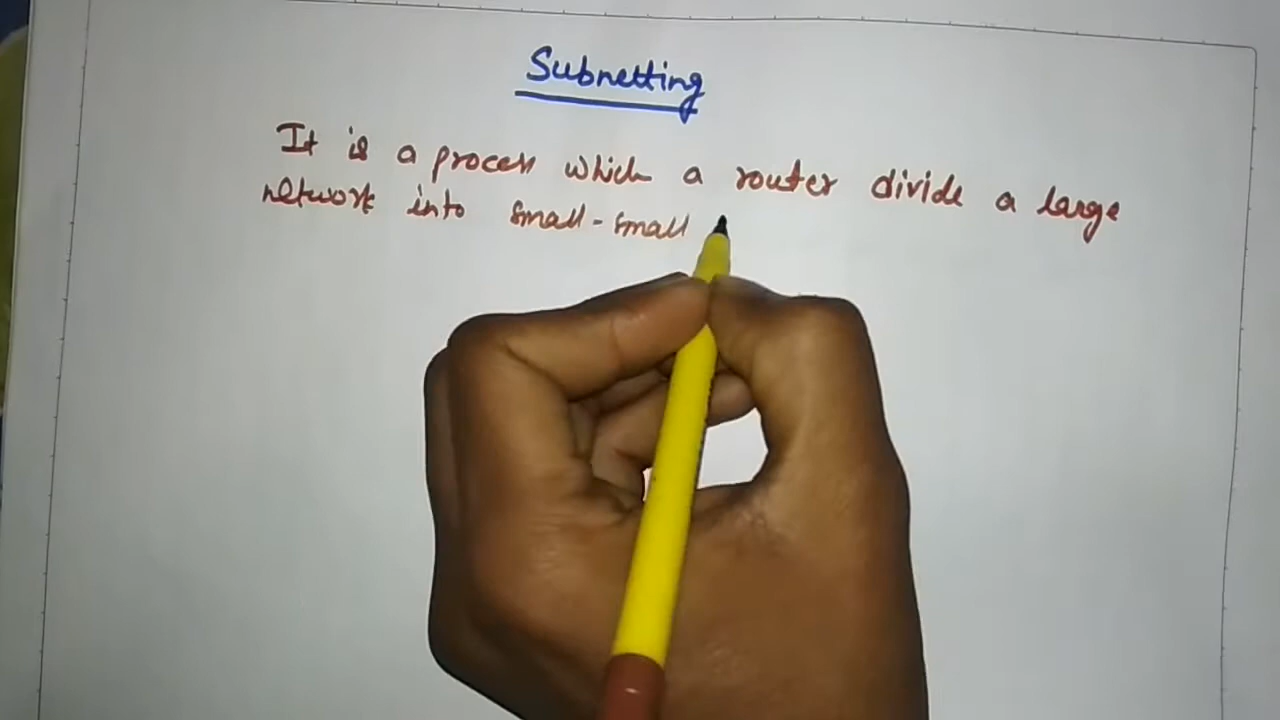 Subnetting
It is a process which a router divide a large
network into small-small